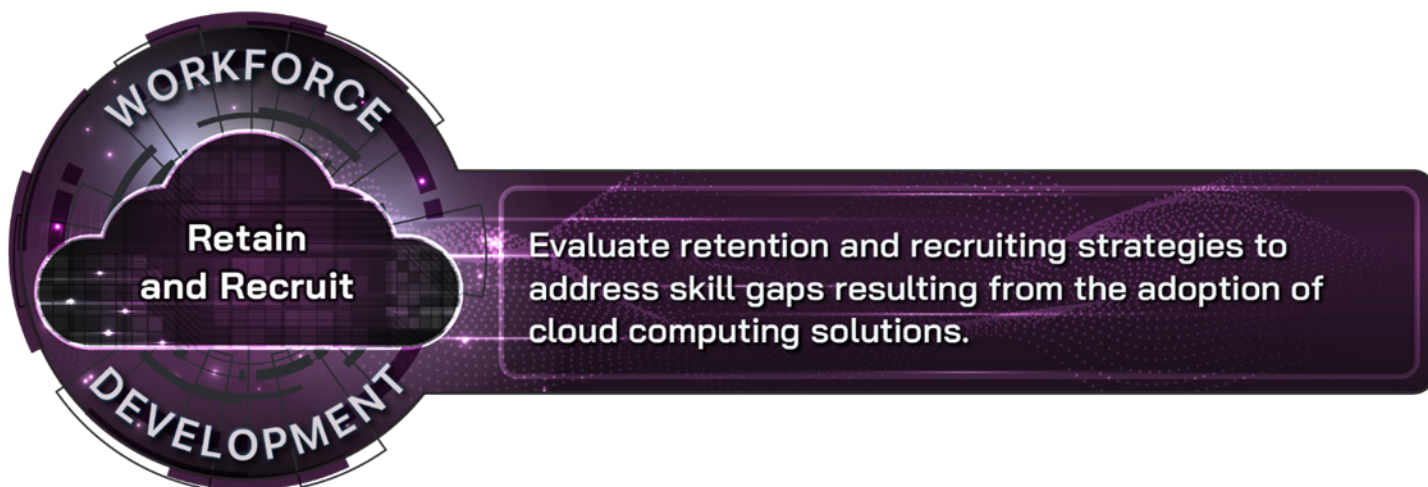 WORKFORCE
Retain
and Recruit
DEVELOPMENT
Evaluate retention and recruiting strategies to
address skill gaps resulting from the adoption of
cloud computing solutions.